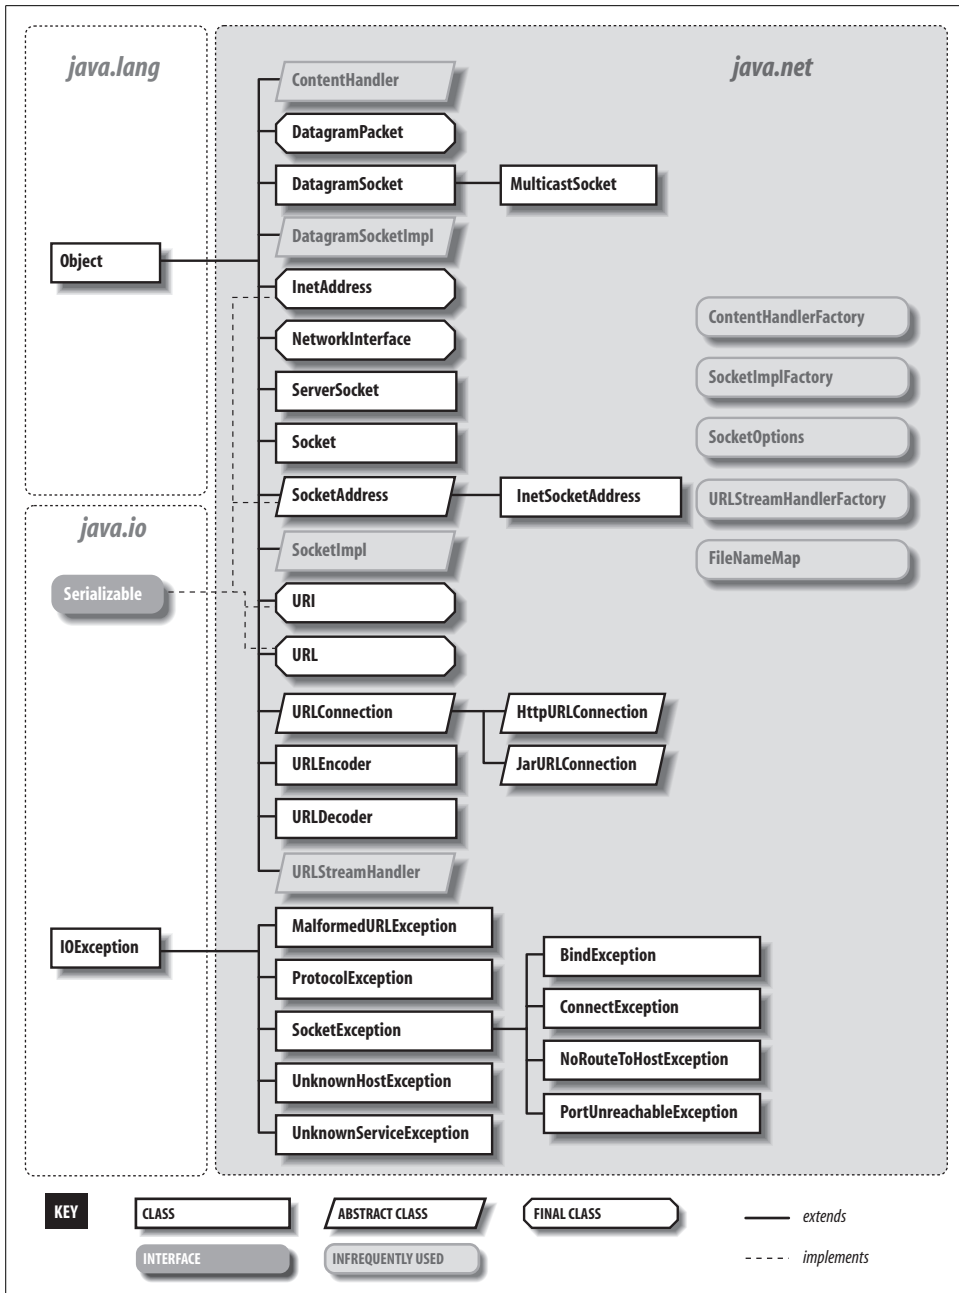 java.lang
java.net
ContentHandler
DatagramPacket
DatagramSocket
MulticastSocket
DatagramSocketImpl
Object
InetAddress
ContentHandlerFactory
NetworkInterface
SocketImplFactory
ServerSocket
Socket
SocketOptions
SocketAddress
InetSocketAddress
URLStreamHandlerFactory
java.io
SocketImpl
FileNameMap
Serializable
URI
URL
URLConnection
HttpURLConnection
URLEncoder
JarURLConnection
URLDecoder
URLStreamHandler
MalformedURLException
IOException
BindException
ProtocolException
ConnectException
SocketException
NoRouteToHostException
UnknownHostException
PortUnreachableException
UnknownServiceException
KEY
CLASS
ABSTRACT CLASS
FINAL CLASS
extends
INTERFACE
INFREQUENTLY USED
implements